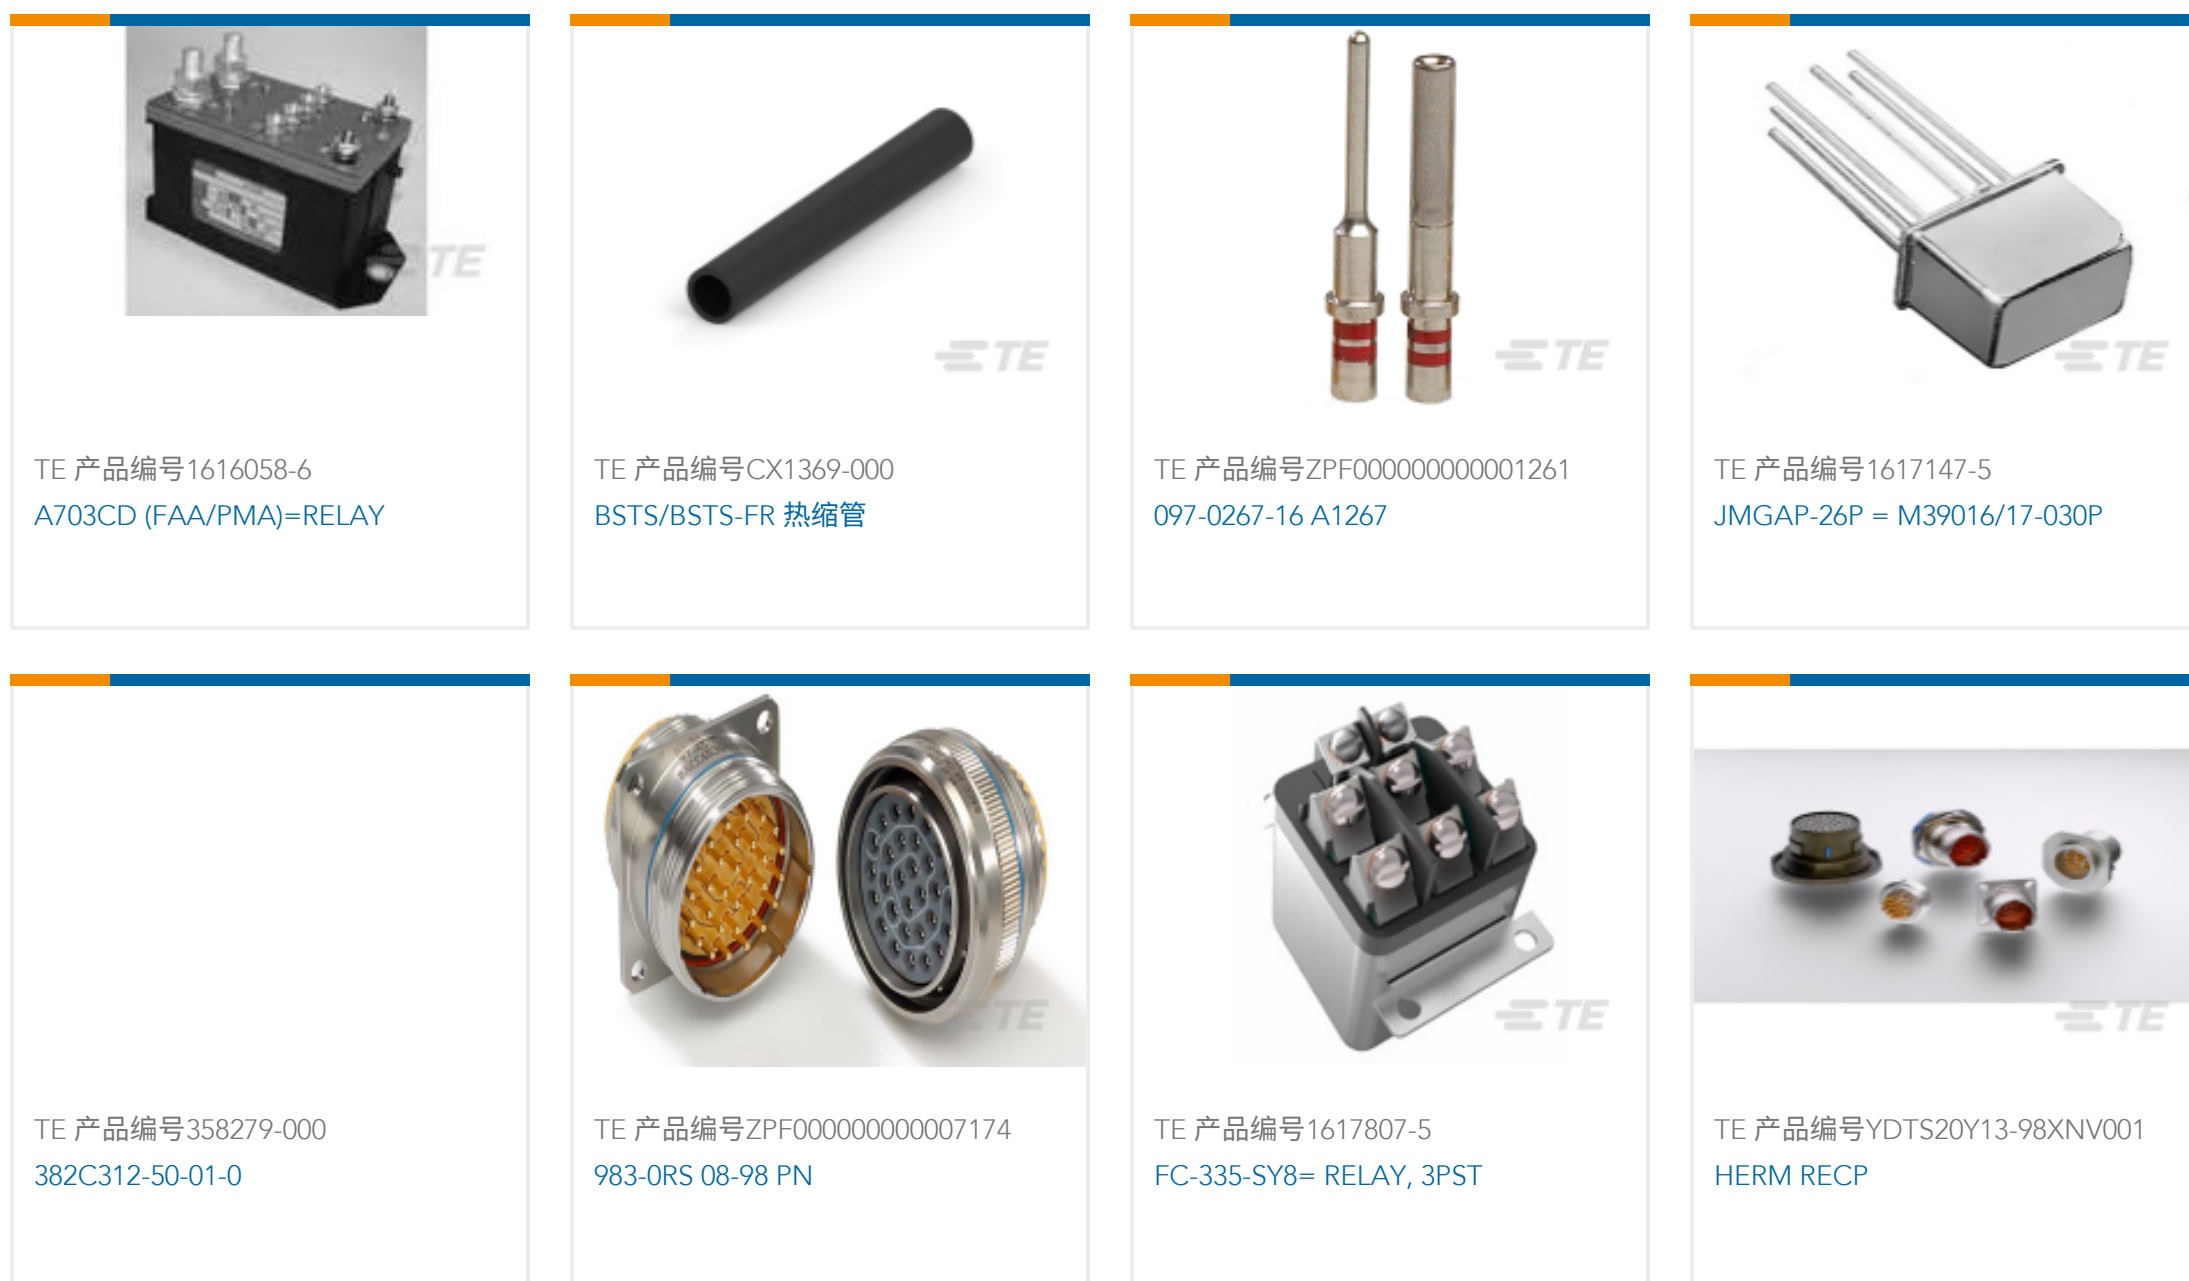 TE
TE
TE
TE
TE 产品编号1616058-6
A703CD (FAA/PMA)=RELAY
TE 产品编号CX1369-000
BSTS/BSTS-FR 热缩管
TE 产品编号ZPF000000000001261
097-0267-16 A1267
TE 产品编号1617147-5
JMGAP-26P = M39016/17-030P
TE
TE
TE
TE 产品编号358279-000
382C312-50-01-0
TE 产品编号ZPF000000000007174
983-0RS 08-98 PN
TE 产品编号1617807-5
FC-335-SY8= RELAY, 3PST
TE 产品编号YDTS20Y13-98XNV001
HERM RECP